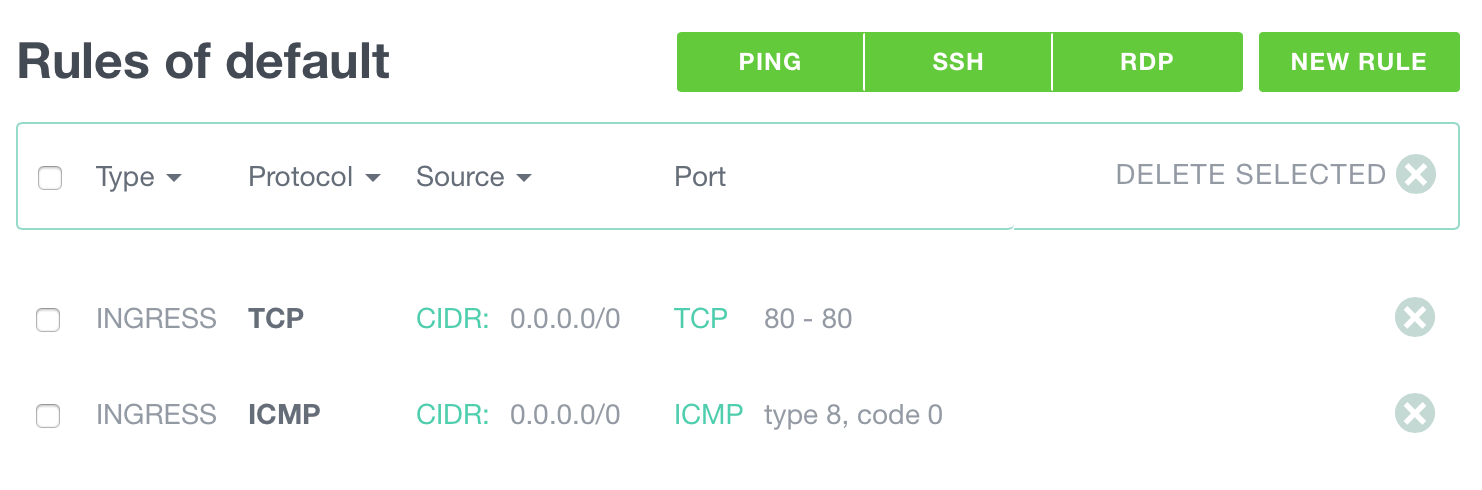 Rules of default PING SSH RDP NEW RULE
Type Protocol Source Port DELETE SELECTED
INGRESS TCP CIDR: 0.0.0.0/0 TCP 80 - 80
INGRESS ICMP CIDR: 0.0.0.0/0 ICMP type 8, code 0